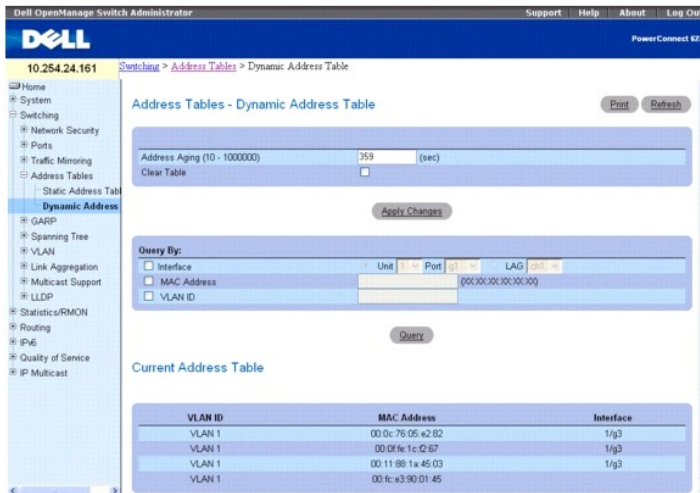 Dell OpenManage Switch Administrator
Support Help About Log Out
DELL
PowerConnect 62
10.254.24.161
Switching > Address Tables > Dynamic Address Table
Home
System
Switching
Network Security
Ports
Traffic Mirroring
Address Tables
Static Address Tabl
Dynamic Address
GARP
Spanning Tree
VLAN
Link Aggregation
Multicast Support
LLDP
Statistics/RMON
Routing
IPv6
Quality of Service
IP Multicast
Address Tables - Dynamic Address Table
Print Refresh
Address Aging (10 - 1000000) 359 (sec)
Clear Table
Apply Changes
Query By:
Interface Unit 1 Port g1 LAG ch1
MAC Address (XX:XX:XX:XX:XX:XX)
VLAN ID
Query
Current Address Table
VLAN ID MAC Address Interface
VLAN 1 00:0c:76:05:e2:82 1/g3
VLAN 1 00:0f:fe:1c:f2:67 1/g3
VLAN 1 00:11:88:1a:45:03 1/g3
VLAN 1 00:fc:e3:90:01:45